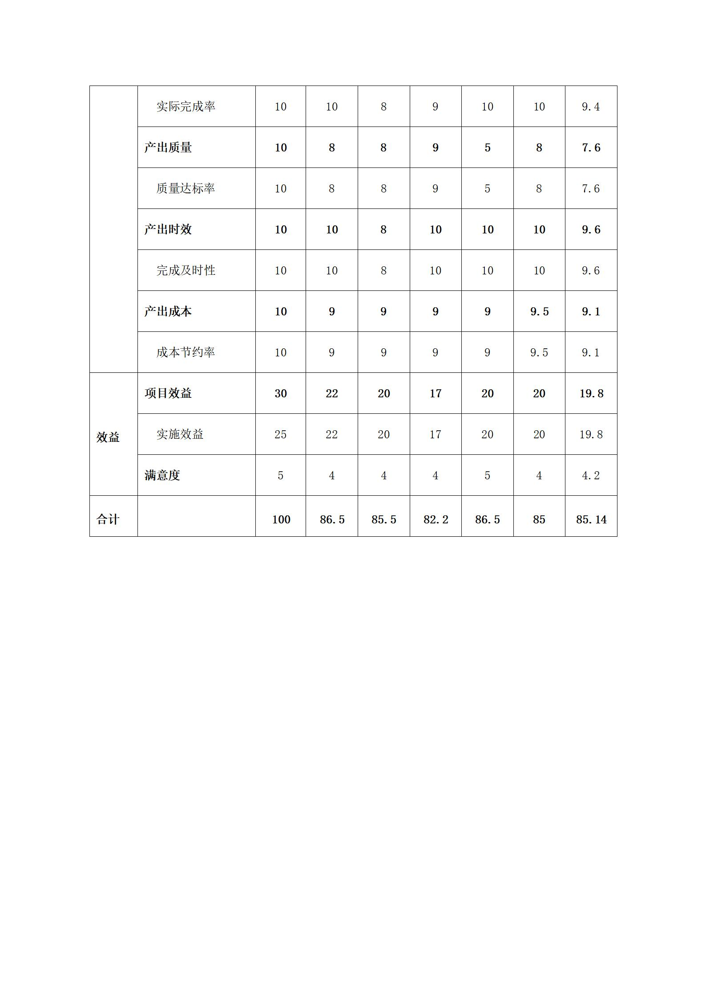 实际完成率 10 10 8 9 10 10 9.4
产出质量 10 8 8 9 5 8 7.6
质量达标率 10 8 8 9 5 8 7.6
产出时效 10 10 8 10 10 10 9.6
完成及时性 10 10 8 10 10 10 9.6
产出成本 10 9 9 9 9 9.5 9.1
成本节约率 10 9 9 9 9 9.5 9.1
项目效益 30 22 20 17 20 20 19.8
效益 实施效益 25 22 20 17 20 20 19.8
满意度 5 4 4 4 5 4 4.2
合计 100 86.5 85.5 82.2 86.5 85 85.14